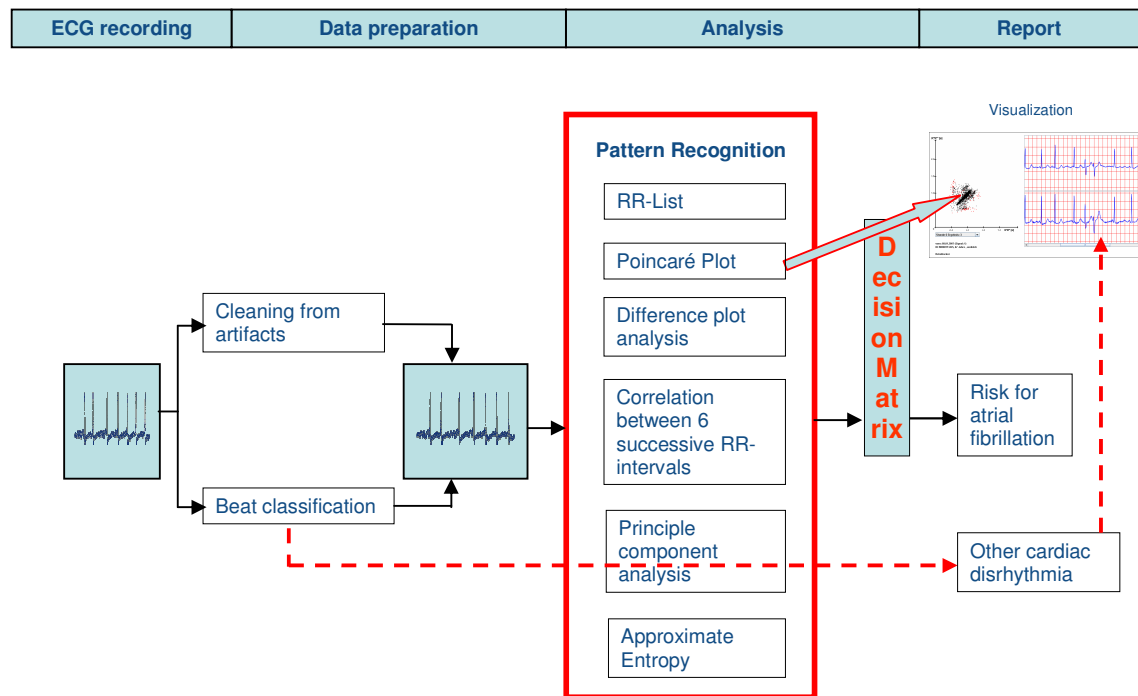 ECG recording
Data preparation
Analysis
Report
Visualization
Pattern Recognition
RR-List
Poincaré Plot
Difference plot
analysis
Correlation
between 6
successive RR-
intervals
Principle
component
analysis
Approximate
Entropy
Cleaning from
artifacts
Beat classification
D
ec
isi
on
M
at
rix
Risk for
atrial
fibrillation
Other cardiac
disrhythmia